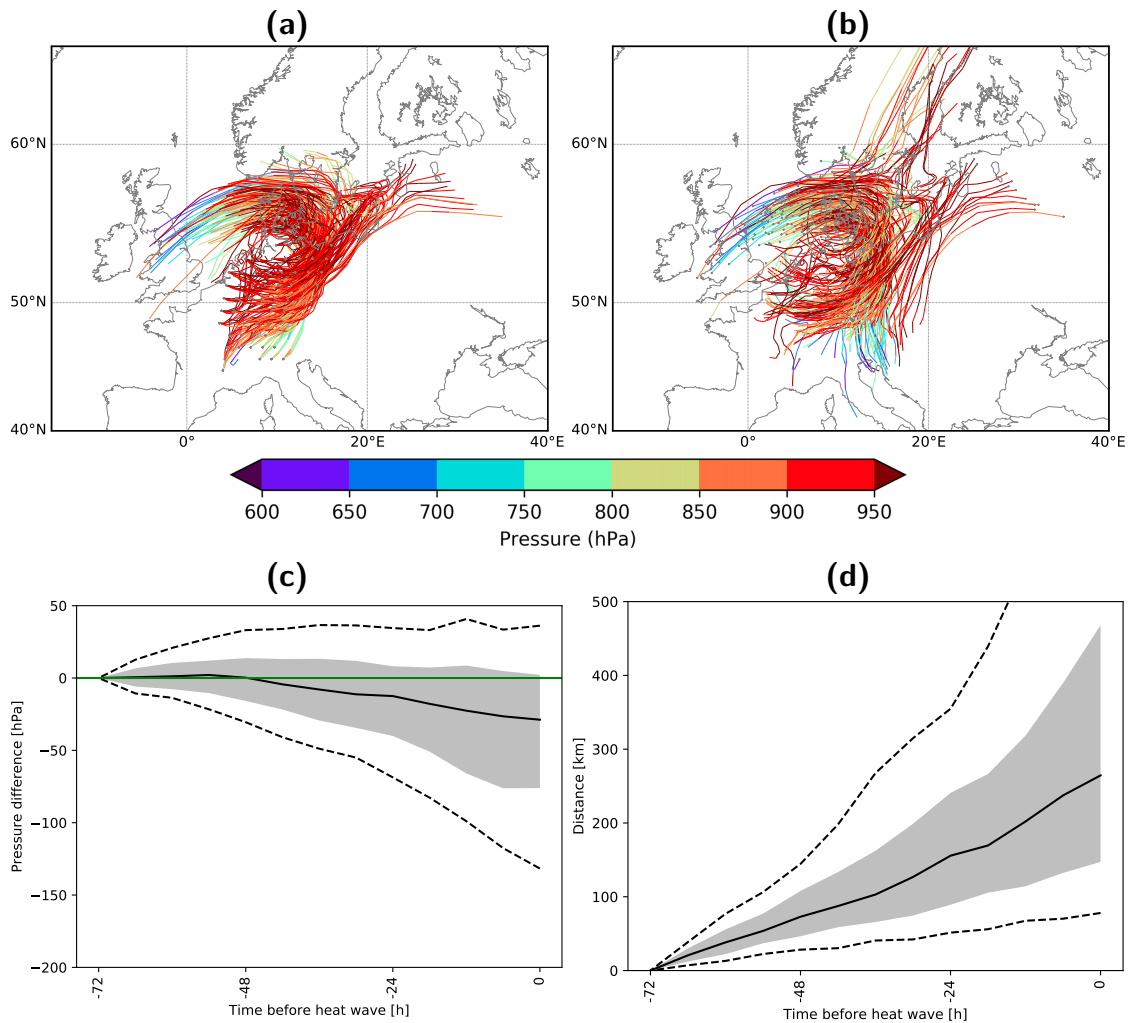 (a) (b)
60°N 60°N
50°N 50°N
40°N 40°N
0° 20°E 40°E 0° 20°E 40°E
600 650 700 750 800 850 900 950
Pressure (hPa)
(c) (d)
Pressure difference [hPa]
50
0
−50
−100
−150
−200
-72 -48 -24 0
Time before heat wave [h]
Distance [km]
500
400
300
200
100
0
-72 -48 -24 0
Time before heat wave [h]